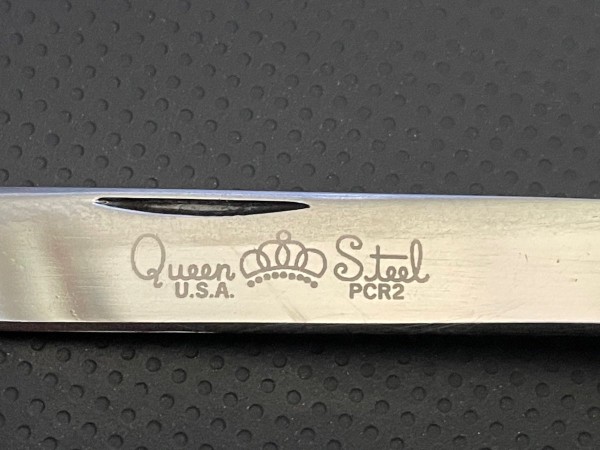 Queen Steel
U.S.A. PCR2